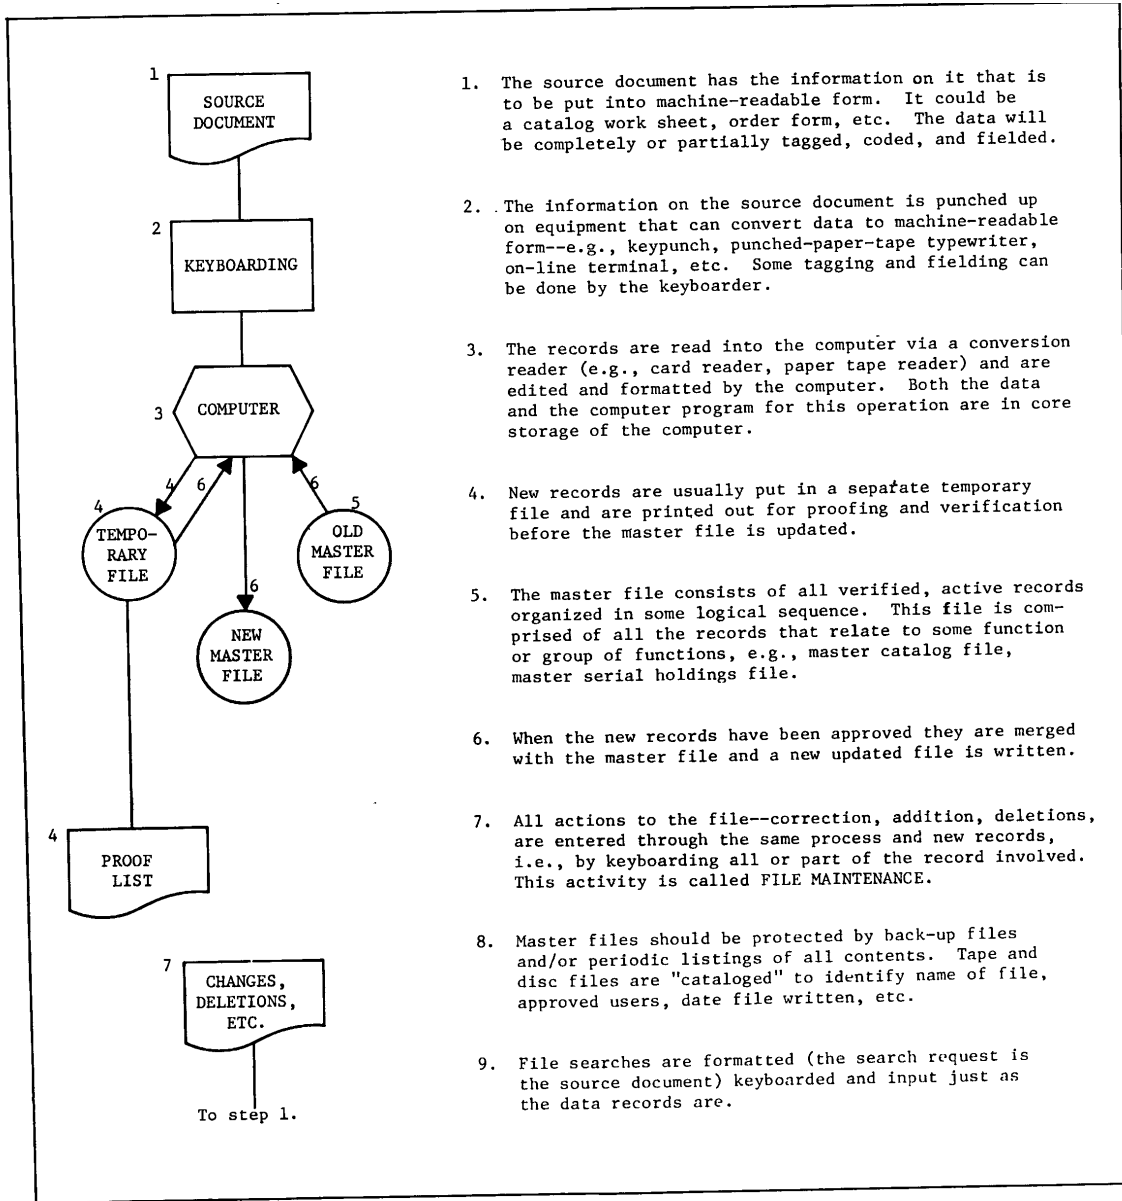 1
SOURCE
DOCUMENT
2
KEYBOARDING
3
COMPUTER
4
6
6
4
5
TEMPO-
RARY
FILE
OLD
MASTER
FILE
6
NEW
MASTER
FILE
4
PROOF
LIST
7
CHANGES,
DELETIONS,
ETC.
To step 1.
1. The source document has the information on it that is
to be put into machine-readable form. It could be
a catalog work sheet, order form, etc. The data will
be completely or partially tagged, coded, and fielded.
2. The information on the source document is punched up
on equipment that can convert data to machine-readable
form--e.g., keypunch, punched-paper-tape typewriter,
on-line terminal, etc. Some tagging and fielding can
be done by the keyboarder.
3. The records are read into the computer via a conversion
reader (e.g., card reader, paper tape reader) and are
edited and formatted by the computer. Both the data
and the computer program for this operation are in core
storage of the computer.
4. New records are usually put in a separate temporary
file and are printed out for proofing and verification
before the master file is updated.
5. The master file consists of all verified, active records
organized in some logical sequence. This file is com-
prised of all the records that relate to some function
or group of functions, e.g., master catalog file,
master serial holdings file.
6. When the new records have been approved they are merged
with the master file and a new updated file is written.
7. All actions to the file--correction, addition, deletions,
are entered through the same process and new records,
i.e., by keyboarding all or part of the record involved.
This activity is called FILE MAINTENANCE.
8. Master files should be protected by back-up files
and/or periodic listings of all contents. Tape and
disc files are "cataloged" to identify name of file,
approved users, date file written, etc.
9. File searches are formatted (the search request is
the source document) keyboarded and input just as
the data records are.